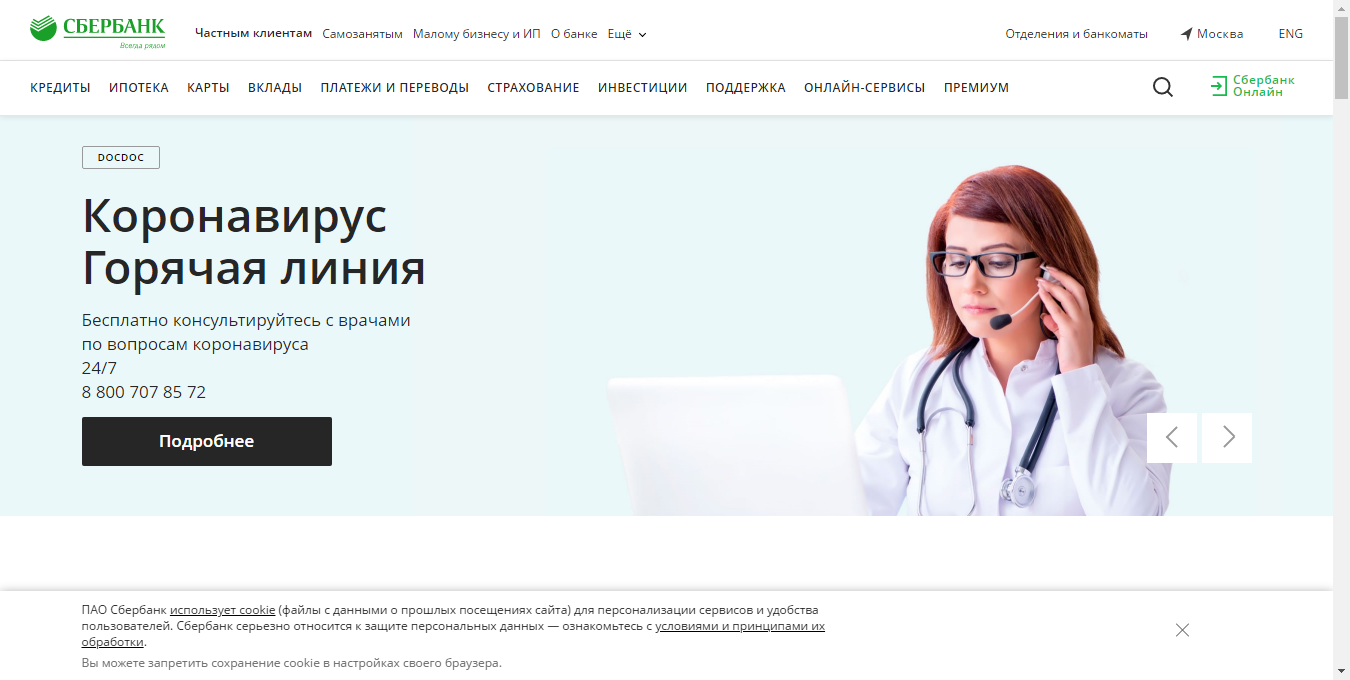 СБЕРБАНК
Всегда рядом
Частным клиентам Самозанятым Малому бизнесу и ИП О банке Ещё
Отделения и банкоматы Москва ENG
КРЕДИТЫ ИПОТЕКА КАРТЫ ВКЛАДЫ ПЛАТЕЖИ И ПЕРЕВОДЫ СТРАХОВАНИЕ ИНВЕСТИЦИИ ПОДДЕРЖКА ОНЛАЙН-СЕРВИСЫ ПРЕМИУМ
Сбербанк
Онлайн
DOCDOC
Коронавирус
Горячая линия
Бесплатно консультируйтесь с врачами
по вопросам коронавируса
24/7
8 800 707 85 72
Подробнее
ПАО Сбербанк использует cookie (файлы с данными о прошлых посещениях сайта) для персонализации сервисов и удобства
пользователей. Сбербанк серьезно относится к защите персональных данных — ознакомьтесь с условиями и принципами их
обработки.
Вы можете запретить сохранение cookie в настройках своего браузера.